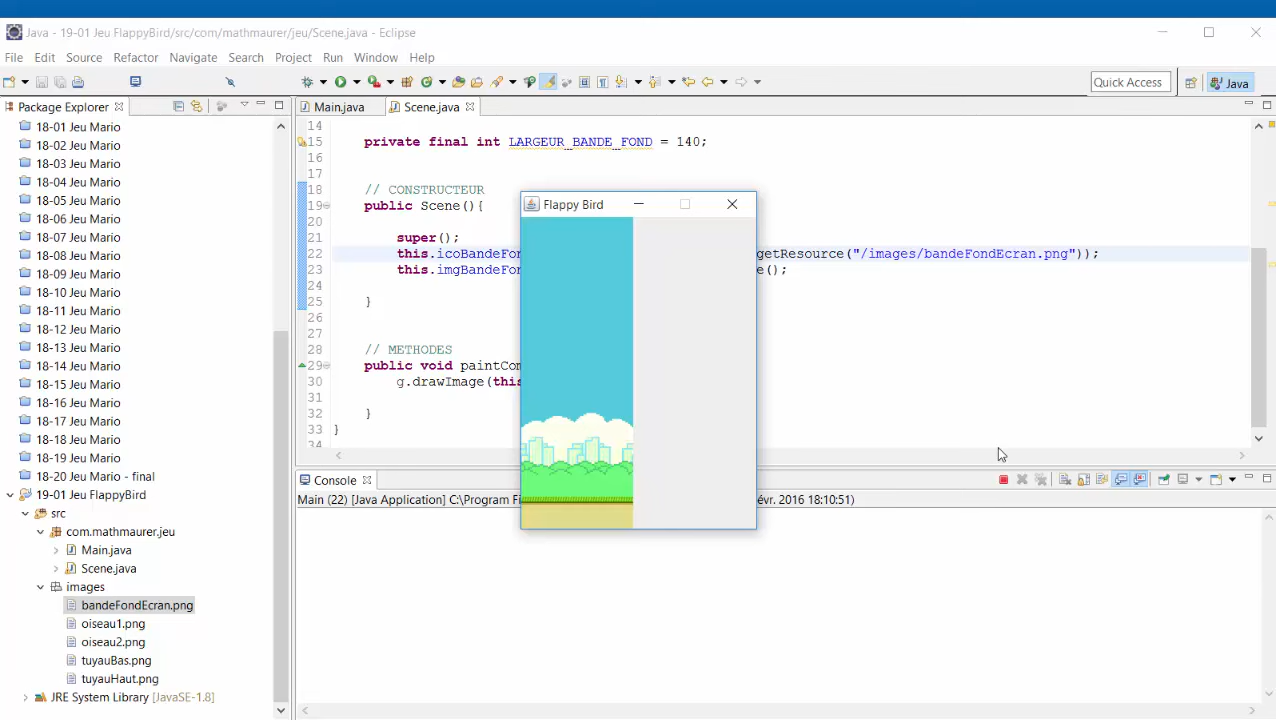 Java - 19-01 Jeu FlappyBird/src/com/mathmaurer/jeu/Scene.java - Eclipse
File Edit Source Refactor Navigate Search Project Run Window Help
Quick Access
Java
Package Explorer
Main.java
Scene.java
18-01 Jeu Mario
18-02 Jeu Mario
18-03 Jeu Mario
18-04 Jeu Mario
18-05 Jeu Mario
18-06 Jeu Mario
18-07 Jeu Mario
18-08 Jeu Mario
18-09 Jeu Mario
18-10 Jeu Mario
18-11 Jeu Mario
18-12 Jeu Mario
18-13 Jeu Mario
18-14 Jeu Mario
18-15 Jeu Mario
18-16 Jeu Mario
18-17 Jeu Mario
18-18 Jeu Mario
18-19 Jeu Mario
18-20 Jeu Mario - final
19-01 Jeu FlappyBird
src
com.mathmaurer.jeu
Main.java
Scene.java
images
bandeFondEcran.png
oiseau1.png
oiseau2.png
tuyauBas.png
tuyauHaut.png
JRE System Library [JavaSE-1.8]
14
15 private final int LARGEUR_BANDE_FOND = 140;
16
17
18 // CONSTRUCTEUR
19 public Scene(){
20
21 super();
22 this.icoBandeFon getResource("/images/bandeFondEcran.png"));
23 this.imgBandeFon e();
24
25 }
26
27
28 // METHODES
29 public void paintCom
30 g.drawImage(this
31
32 }
33 }
34
Flappy Bird
Console
Main (22) [Java Application] C:\Program Fi évr. 2016 18:10:51)